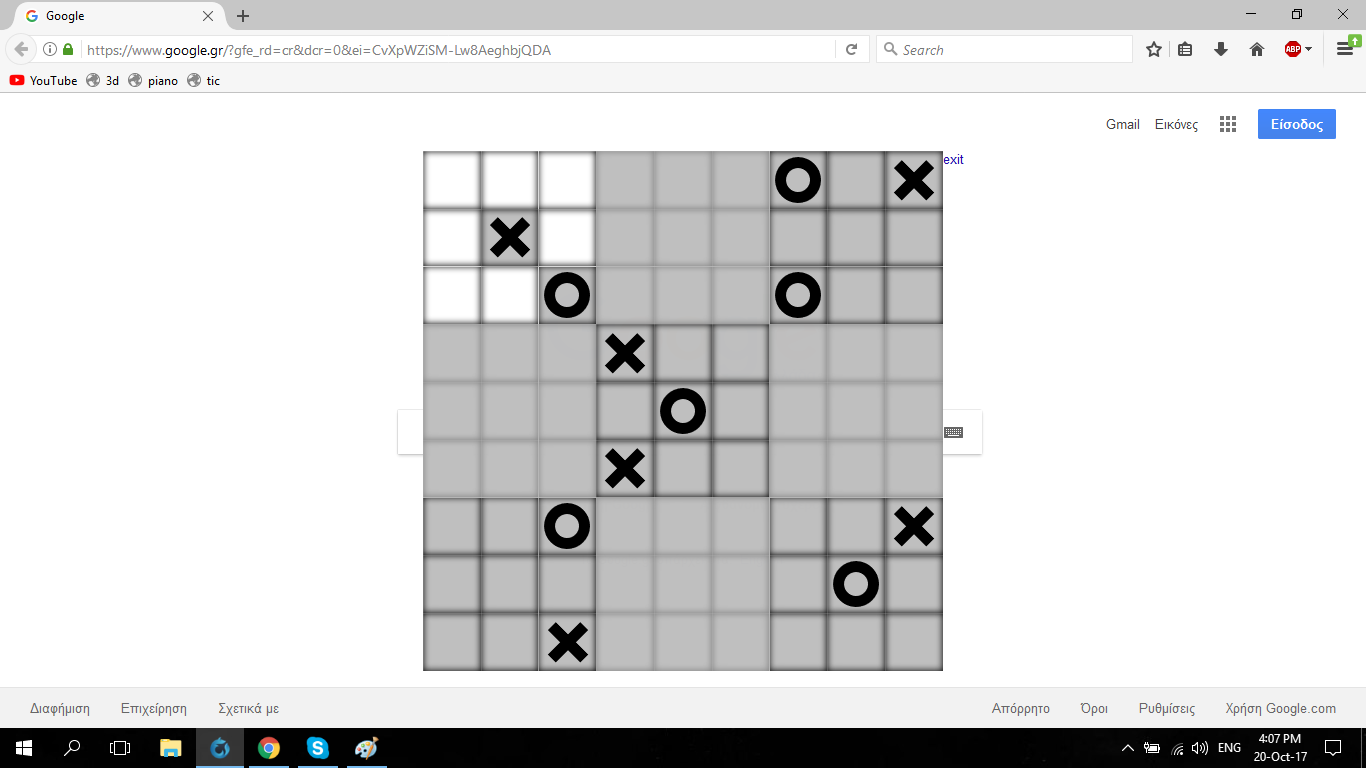 Google
https://www.google.gr/?gfe_rd=cr&dcr=0&ei=CvXpWZiSM-Lw8AeghbjQDA
Search
ABP
YouTube 3d piano tic
Gmail Εικόνες Είσοδος
exit
Διαφήμιση Επιχείρηση Σχετικά με Απόρρητο Όροι Ρυθμίσεις Χρήση Google.com
ENG
4:07 PM
20-Oct-17